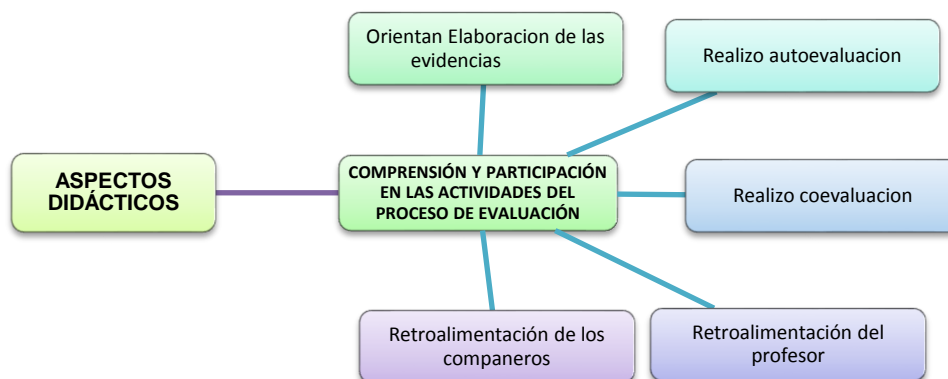 Orientan Elaboracion de las
evidencias
Realizo autoevaluacion
ASPECTOS
DIDÁCTICOS
COMPRENSIÓN Y PARTICIPACIÓN
EN LAS ACTIVIDADES DEL
PROCESO DE EVALUACIÓN
Realizo coevaluacion
Retroalimentación de los
companeros
Retroalimentación del
profesor